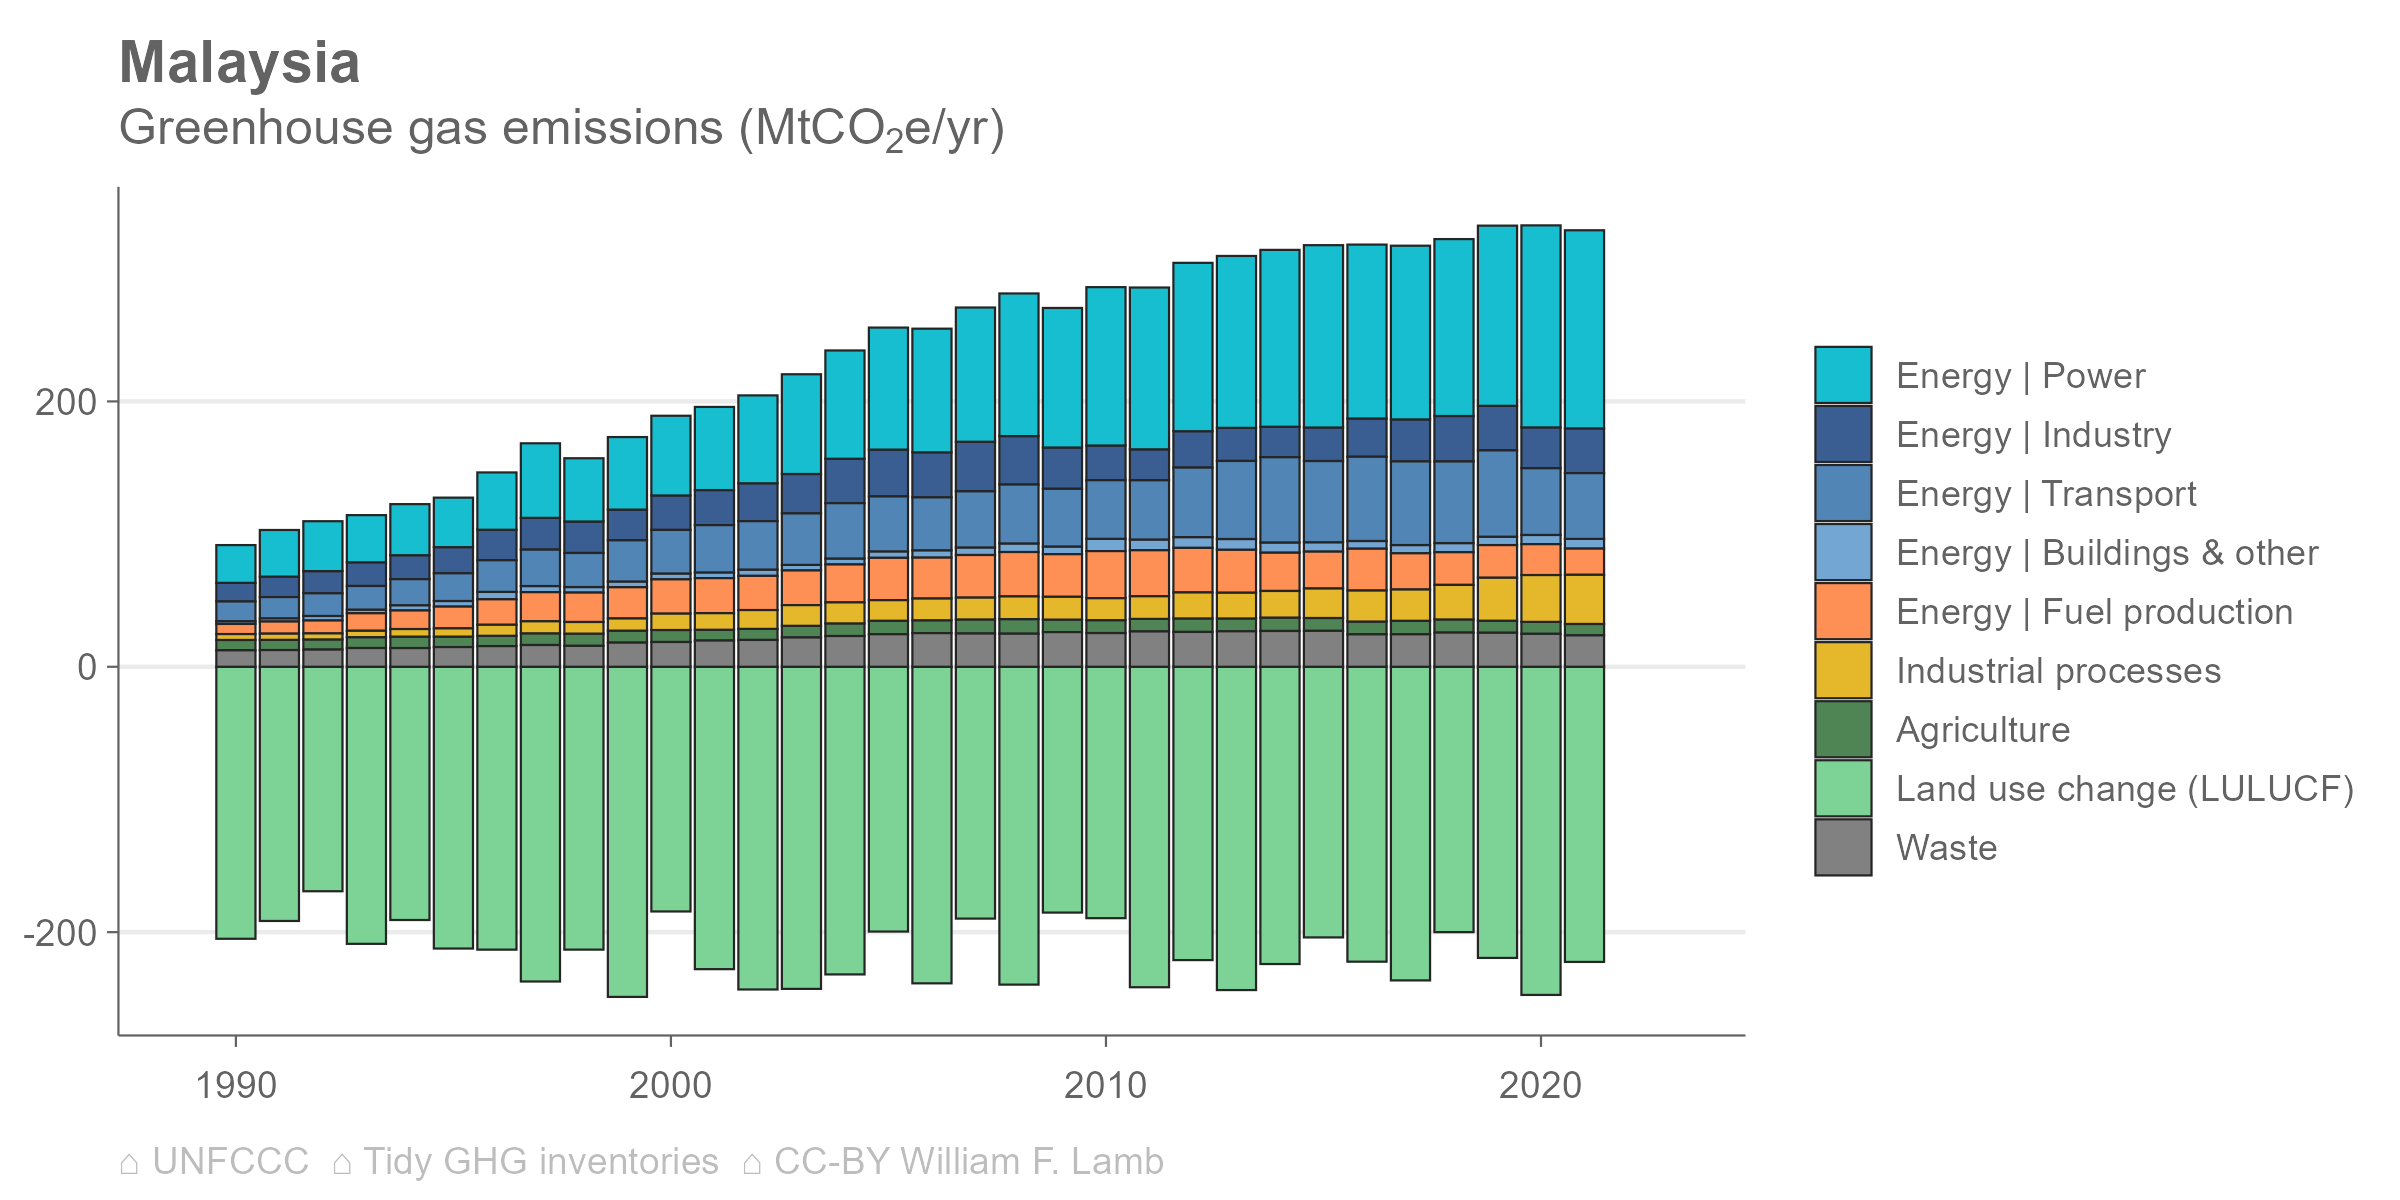 Malaysia
Greenhouse gas emissions (MtCO₂e/yr)
200
0
-200
1990 2000 2010 2020
Energy | Power
Energy | Industry
Energy | Transport
Energy | Buildings & other
Energy | Fuel production
Industrial processes
Agriculture
Land use change (LULUCF)
Waste
⌂ UNFCCC ⌂ Tidy GHG inventories ⌂ CC-BY William F. Lamb